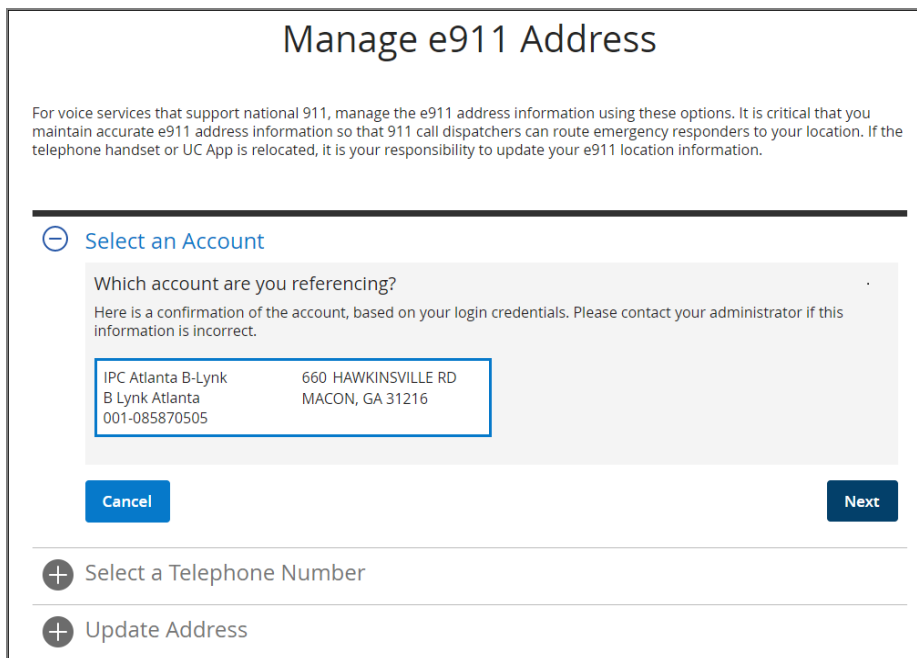 Manage e911 Address
For voice services that support national 911, manage the e911 address information using these options. It is critical that you
maintain accurate e911 address information so that 911 call dispatchers can route emergency responders to your location. If the
telephone handset or UC App is relocated, it is your responsibility to update your e911 location information.
Select an Account
Which account are you referencing?
Here is a confirmation of the account, based on your login credentials. Please contact your administrator if this
information is incorrect.
IPC Atlanta B-Lynk 660 HAWKINSVILLE RD
B Lynk Atlanta MACON, GA 31216
001-085870505
Cancel Next
Select a Telephone Number
Update Address